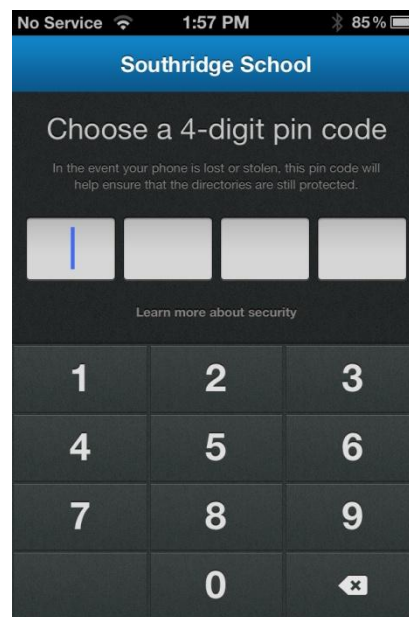 No Service 1:57 PM 85%
Southridge School
Choose a 4-digit pin code
In the event your phone is lost or stolen, this pin code will
help ensure that the directories are still protected.
Learn more about security
1 2 3
4 5 6
7 8 9
0